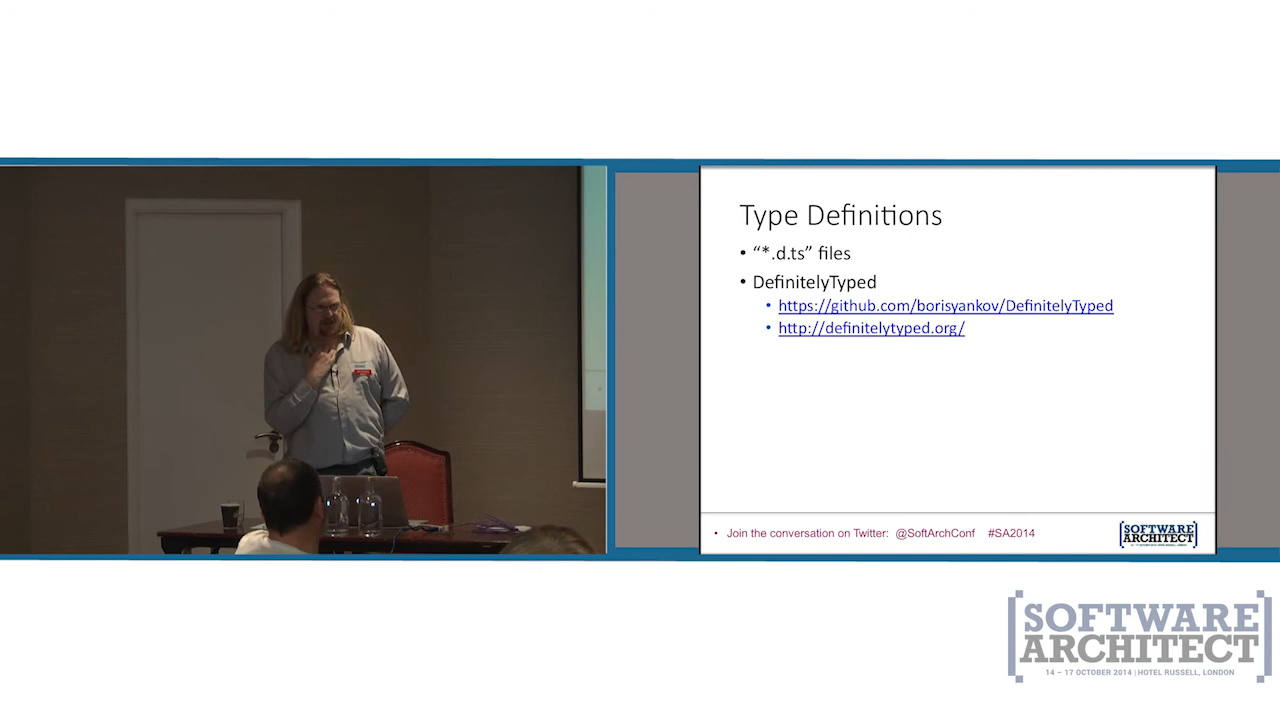 Type Definitions
• “*.d.ts” files
• DefinitelyTyped
• https://github.com/borisyankov/DefinitelyTyped
• http://definitelytyped.org/
• Join the conversation on Twitter: @SoftArchConf #SA2014
[SOFTWARE
ARCHITECT]
[SOFTWARE
ARCHITECT]
14 – 17 OCTOBER 2014 | HOTEL RUSSELL, LONDON